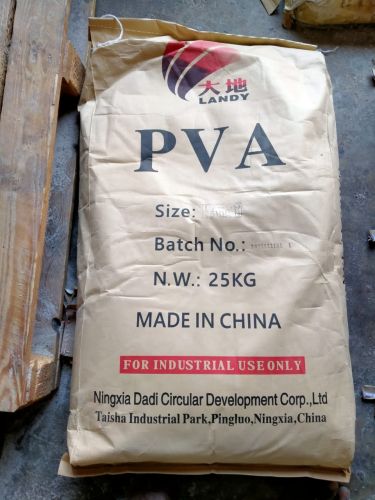 大地
LANDY
PVA
Size:
Batch No.:
N.W.: 25KG
MADE IN CHINA
FOR INDUSTRIAL USE ONLY
Ningxia Dadi Circular Development Corp.,Ltd
Taisha Industrial Park,Pingluo,Ningxia,China